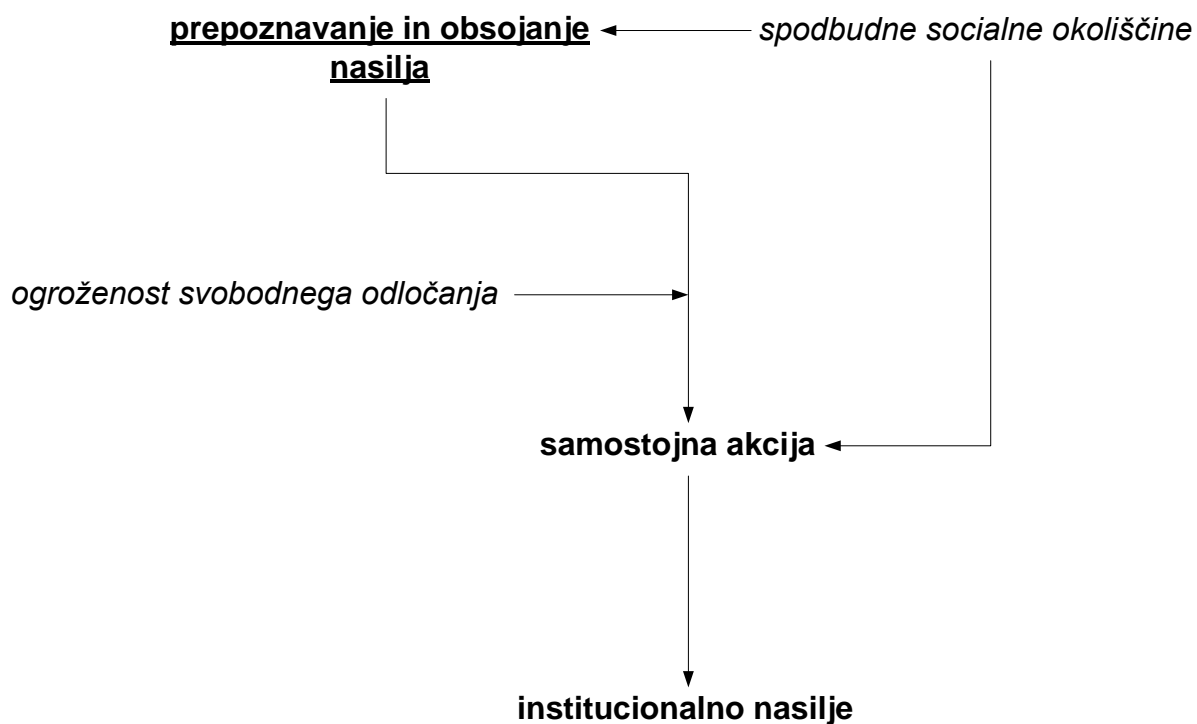 prepoznavanje in obsojanje
nasilja
spodbudne socialne okoliščine
ogroženost svobodnega odločanja
samostojna akcija
institucionalno nasilje